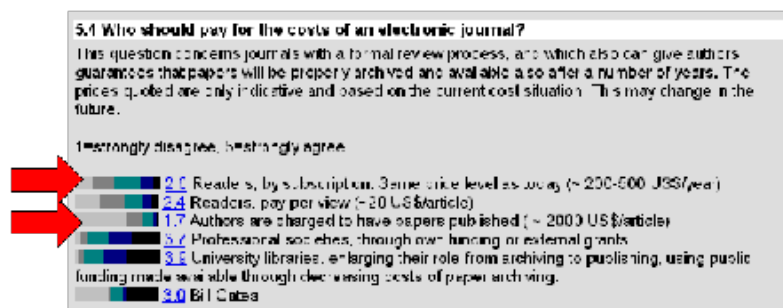 5.4 Who should pay for the costs of an electronic journal?
This question concerns journals with a formal review process, and which also can give authors
guarantees that papers will be properly archived and available also after a number of years. The
prices quoted are only indicative and based on the current cost situation. This may change in the
future.
1=strongly disagree, 5=strongly agree
Readers, by subscription. Same price level as today (~ 200-500 US$/year)
2.4 Readers, pay per view (~20 US$/article)
1.7 Authors are charged to have papers published ( ~ 2000 US$/article)
3.7 Professional societies, through own funding or external grants
University libraries, enlarging their role from archiving to publishing, using public
funding made available through decreasing costs of paper archiving.
3.0 Bill Gates